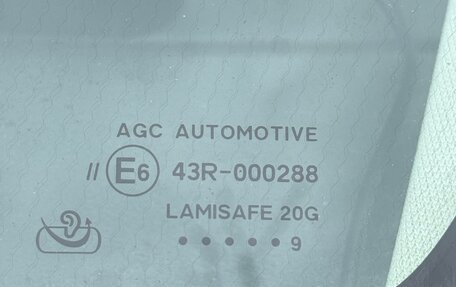 AGC AUTOMOTIVE
// E6 43R-000288
LAMISAFE 20G
• • • • • 9